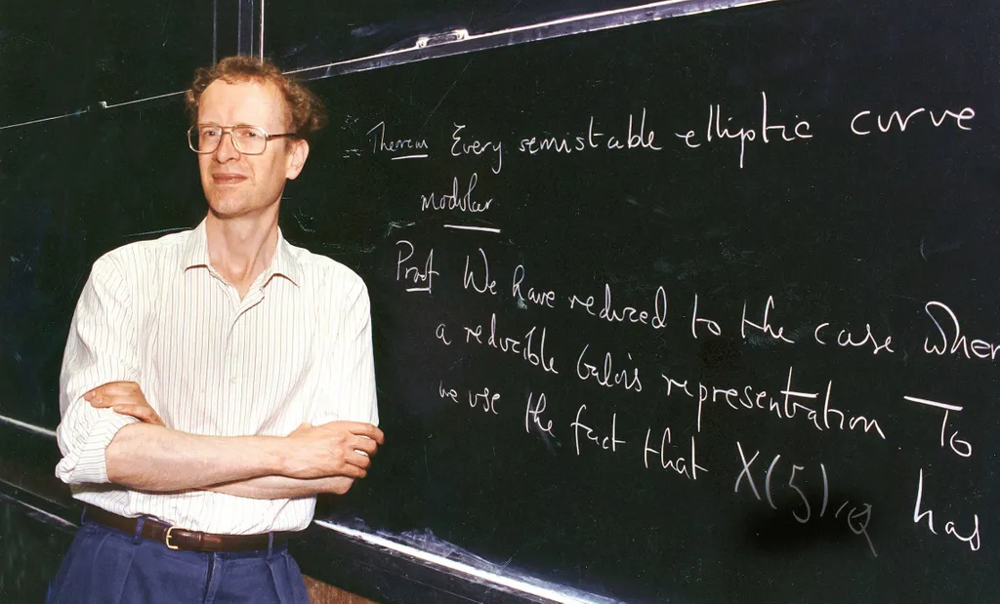 Theorem Every semistable elliptic curve
modular
Proof We have reduced to the case wher
a reducible Galois representation. To
we use the fact that X(5)/Q has